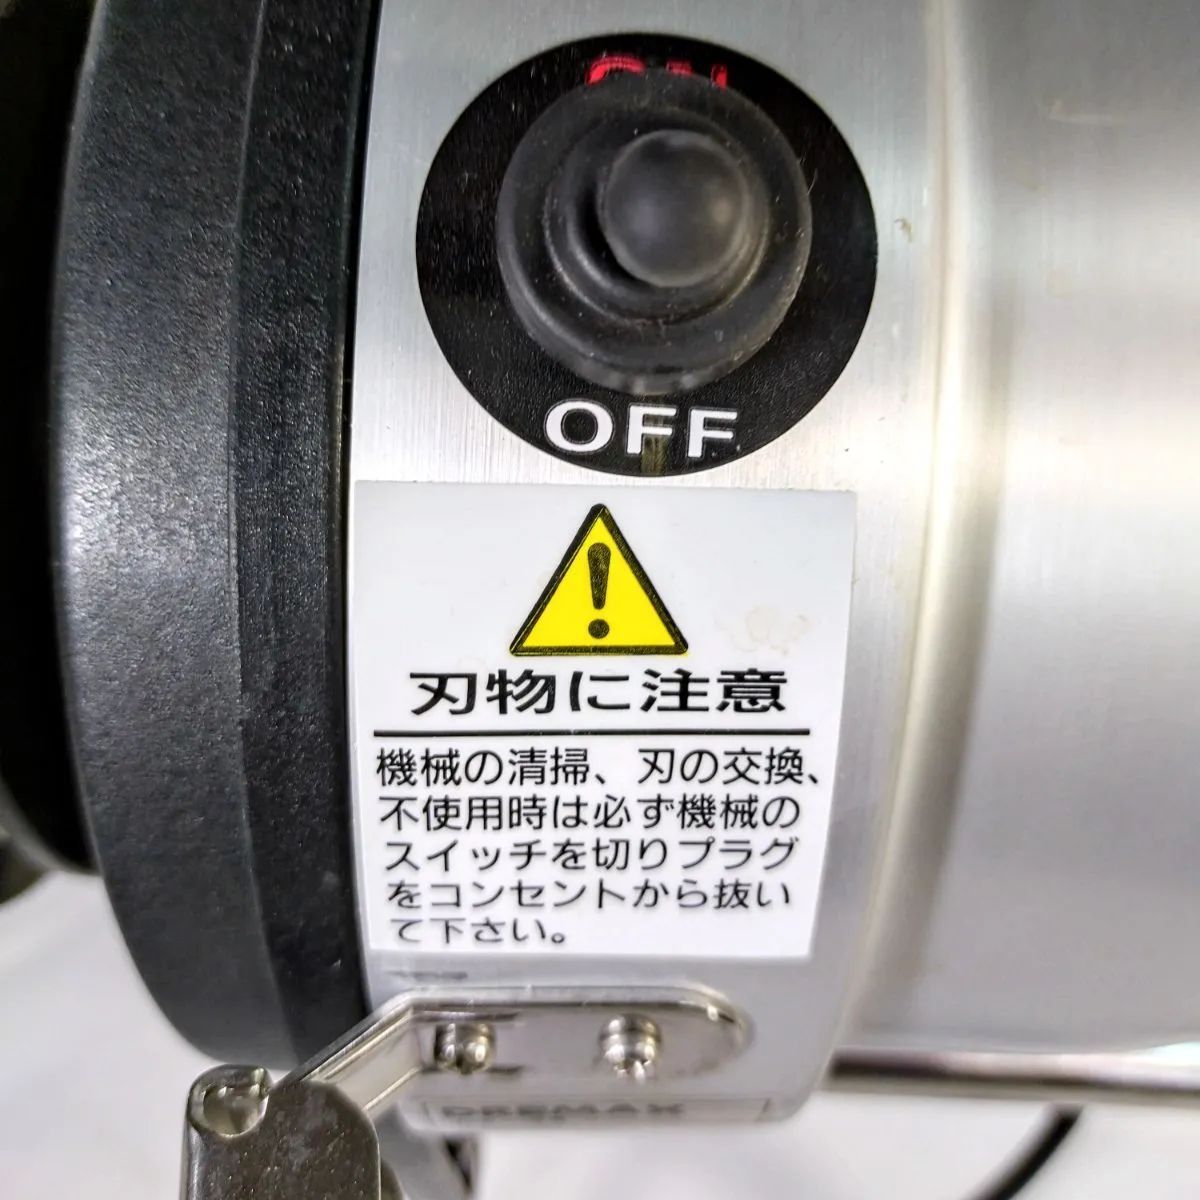 ON
OFF
刃物に注意
機械の清掃、刃の交換、
不使用時は必ず機械の
スイッチを切りプラグ
をコンセントから抜い
て下さい。
DREMAX